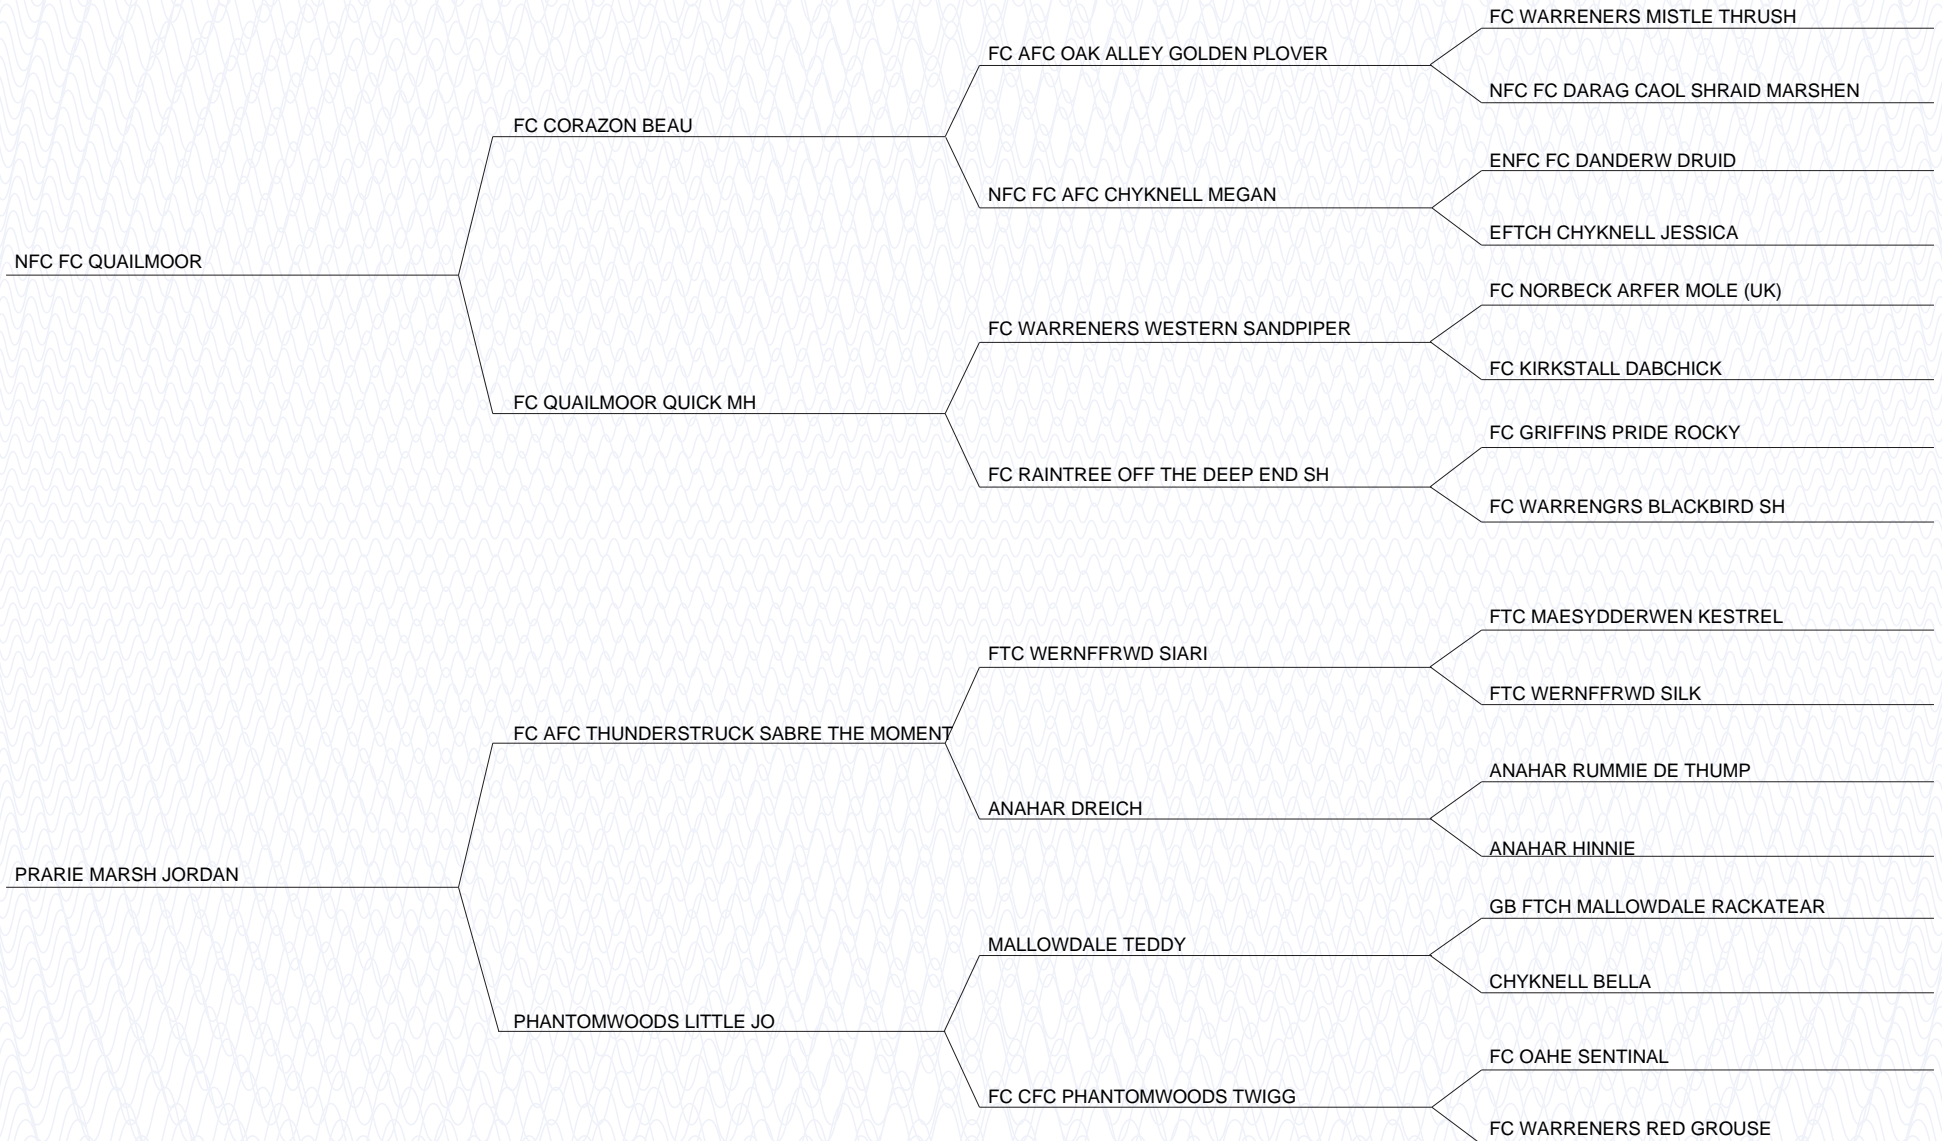 FC WARRENERS MISTLE THRUSH
FC AFC OAK ALLEY GOLDEN PLOVER
NFC FC DARAG CAOL SHRAID MARSHEN
FC CORAZON BEAU
ENFC FC DANDERW DRUID
NFC FC AFC CHYKNELL MEGAN
EFTCH CHYKNELL JESSICA
NFC FC QUAILMOOR
FC NORBECK ARFER MOLE (UK)
FC WARRENERS WESTERN SANDPIPER
FC KIRKSTALL DABCHICK
FC QUAILMOOR QUICK MH
FC GRIFFINS PRIDE ROCKY
FC RAINTREE OFF THE DEEP END SH
FC WARRENGRS BLACKBIRD SH
FTC MAESYDDERWEN KESTREL
FTC WERNFFRWD SIARI
FTC WERNFFRWD SILK
FC AFC THUNDERSTRUCK SABRE THE MOMENT
ANAHAR RUMMIE DE THUMP
ANAHAR DREICH
ANAHAR HINNIE
PRARIE MARSH JORDAN
GB FTCH MALLOWDALE RACKATEAR
MALLOWDALE TEDDY
CHYKNELL BELLA
PHANTOMWOODS LITTLE JO
FC OAHE SENTINAL
FC CFC PHANTOMWOODS TWIGG
FC WARRENERS RED GROUSE